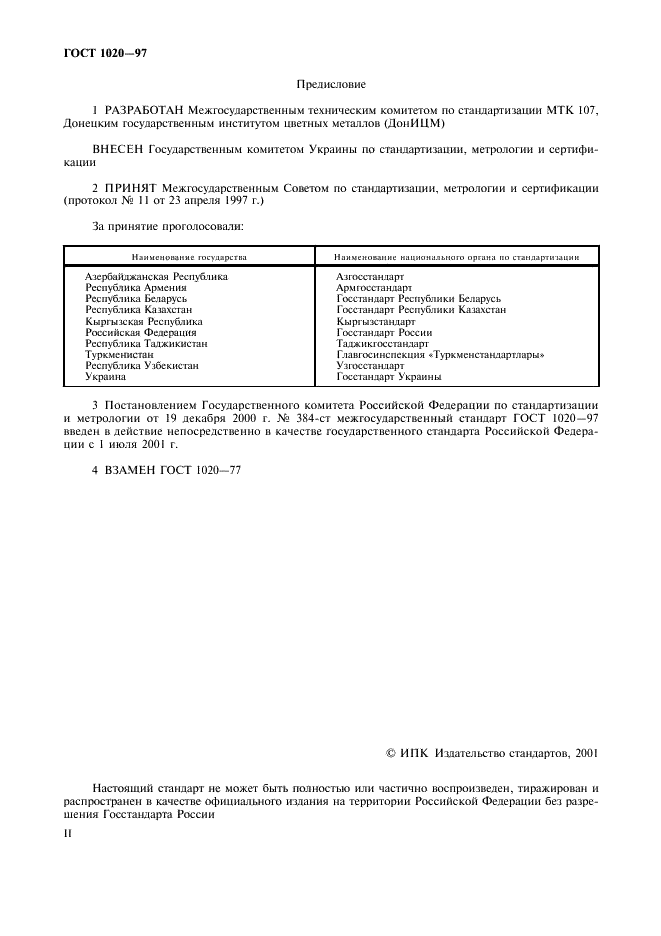 ГОСТ 1020—97
Предисловие
1 РАЗРАБОТАН Межгосударственным техническим комитетом по стандартизации МТК 107,
Донецким государственным институтом цветных металлов (ДонИЦМ)
ВНЕСЕН Государственным комитетом Украины по стандартизации, метрологии и сертифи-
кации
2 ПРИНЯТ Межгосударственным Советом по стандартизации, метрологии и сертификации
(протокол № 11 от 23 апреля 1997 г.)
За принятие проголосовали:
Наименование государства Наименование национального органа по стандартизации
Азербайджанская Республика Азгосстандарт
Республика Армения Армгосстандарт
Республика Беларусь Госстандарт Республики Беларусь
Республика Казахстан Госстандарт Республики Казахстан
Кыргызская Республика Кыргызстандарт
Российская Федерация Госстандарт России
Республика Таджикистан Таджикгосстандарт
Туркменистан Главгосинспекция «Туркменстандартлары»
Республика Узбекистан Узгосстандарт
Украина Госстандарт Украины
3 Постановлением Государственного комитета Российской Федерации по стандартизации
и метрологии от 19 декабря 2000 г. № 384-ст межгосударственный стандарт ГОСТ 1020—97
введен в действие непосредственно в качестве государственного стандарта Российской Федера-
ции с 1 июля 2001 г.
4 ВЗАМЕН ГОСТ 1020—77
© ИПК Издательство стандартов, 2001
Настоящий стандарт не может быть полностью или частично воспроизведен, тиражирован и
распространен в качестве официального издания на территории Российской Федерации без разре-
шения Госстандарта России
II